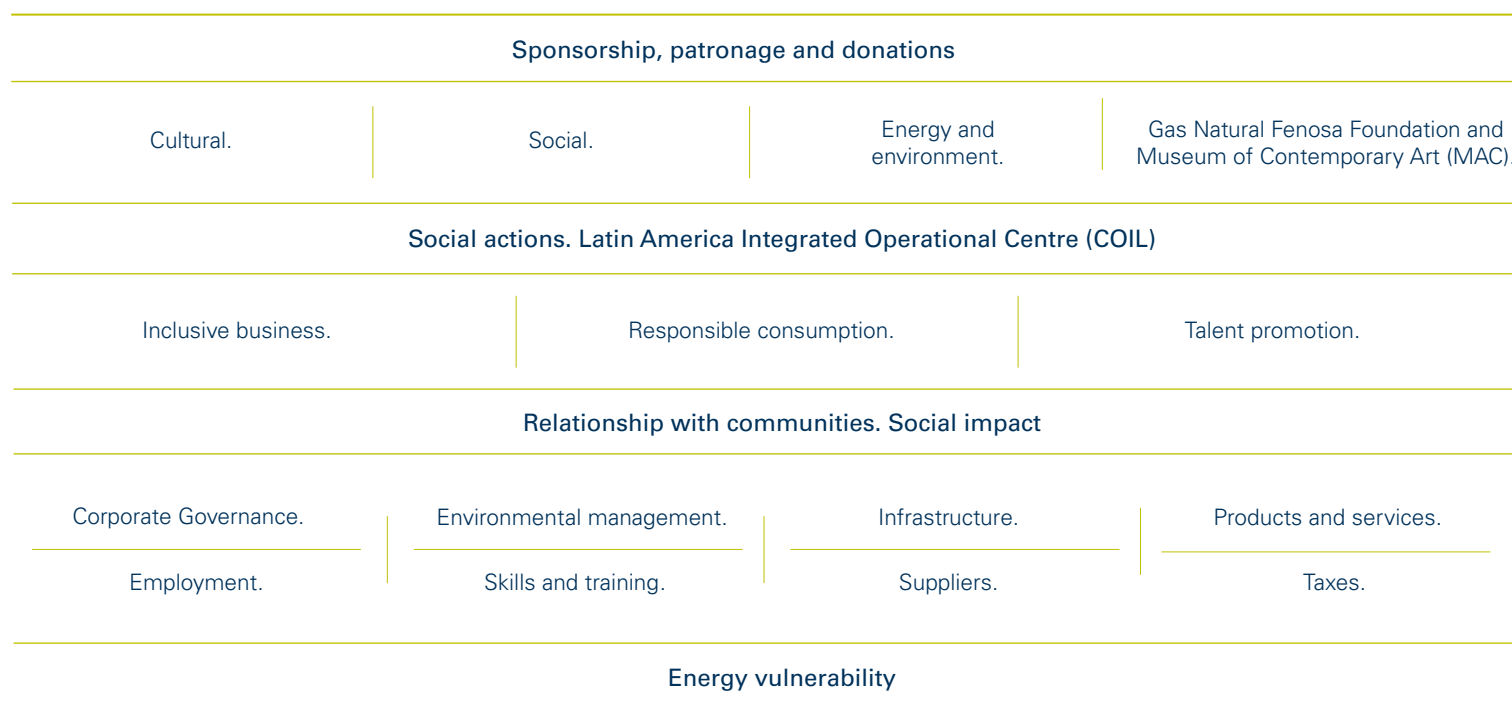 Sponsorship, patronage and donations
Cultural.
Social.
Energy and
environment.
Gas Natural Fenosa Foundation and
Museum of Contemporary Art (MAC).
Social actions. Latin America Integrated Operational Centre (COIL)
Inclusive business.
Responsible consumption.
Talent promotion.
Relationship with communities. Social impact
Corporate Governance.
Environmental management.
Infrastructure.
Products and services.
Employment.
Skills and training.
Suppliers.
Taxes.
Energy vulnerability